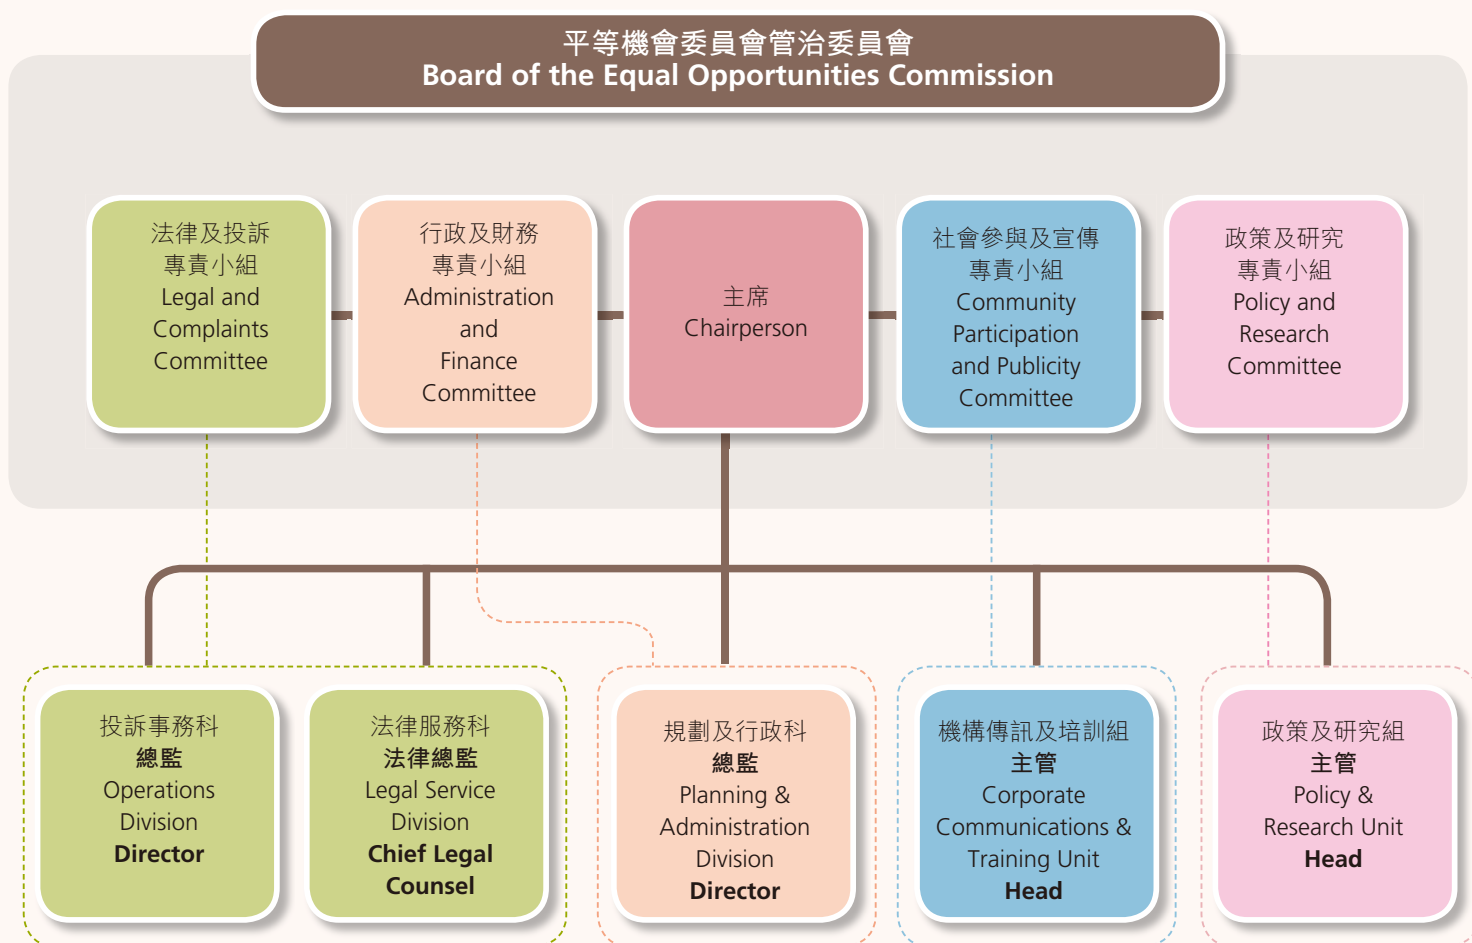 平等機會委員會管治委員會
Board of the Equal Opportunities Commission
法律及投訴
專責小組
Legal and
Complaints
Committee
行政及財務
專責小組
Administration
and
Finance
Committee
主席
Chairperson
社會參與及宣傳
專責小組
Community
Participation
and Publicity
Committee
政策及研究
專責小組
Policy and
Research
Committee
投訴事務科
總監
Operations
Division
Director
法律服務科
法律總監
Legal Service
Division
Chief Legal
Counsel
規劃及行政科
總監
Planning &
Administration
Division
Director
機構傳訊及培訓組
主管
Corporate
Communications &
Training Unit
Head
政策及研究組
主管
Policy &
Research Unit
Head